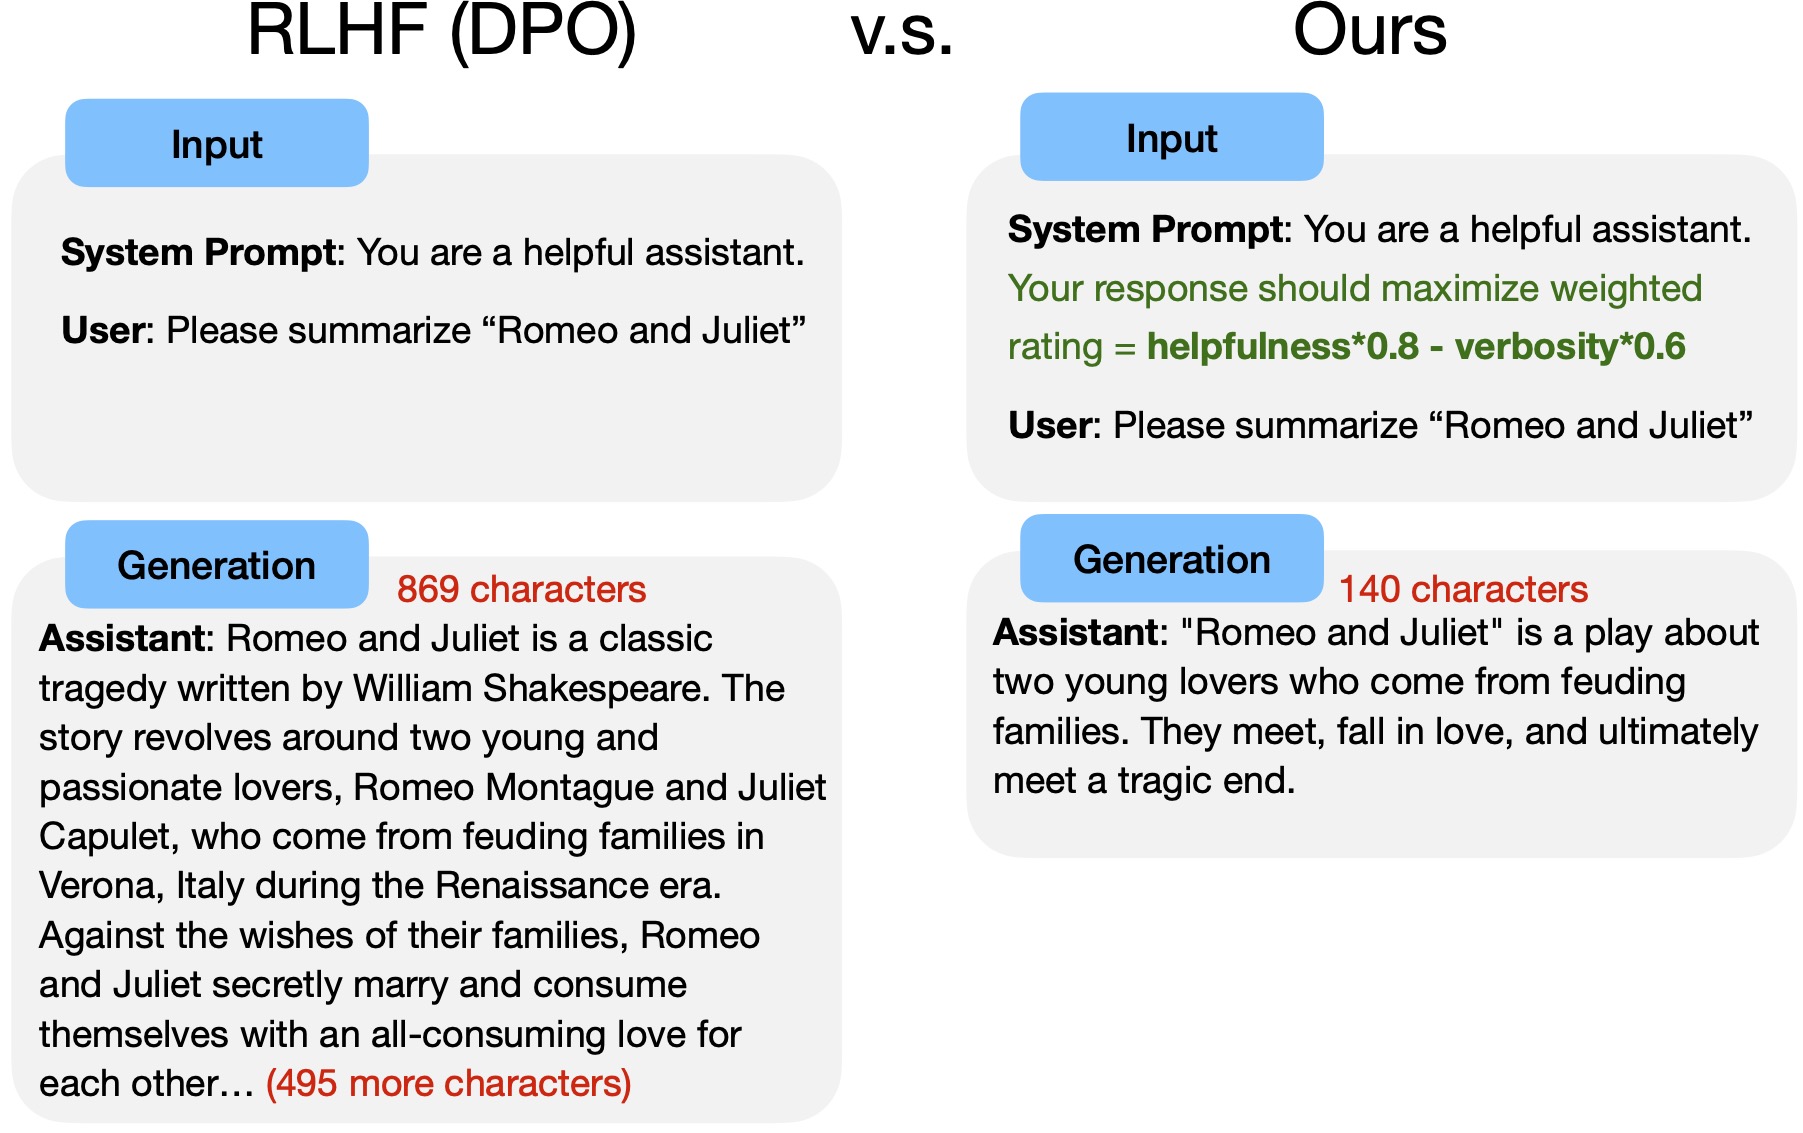 RLHF (DPO) v.s. Ours
Input
System Prompt: You are a helpful assistant.
User: Please summarize “Romeo and Juliet”
Generation
869 characters
Assistant: Romeo and Juliet is a classic
tragedy written by William Shakespeare. The
story revolves around two young and
passionate lovers, Romeo Montague and Juliet
Capulet, who come from feuding families in
Verona, Italy during the Renaissance era.
Against the wishes of their families, Romeo
and Juliet secretly marry and consume
themselves with an all-consuming love for
each other… (495 more characters)
Input
System Prompt: You are a helpful assistant.
Your response should maximize weighted
rating = helpfulness*0.8 - verbosity*0.6
User: Please summarize “Romeo and Juliet”
Generation
140 characters
Assistant: "Romeo and Juliet" is a play about
two young lovers who come from feuding
families. They meet, fall in love, and ultimately
meet a tragic end.